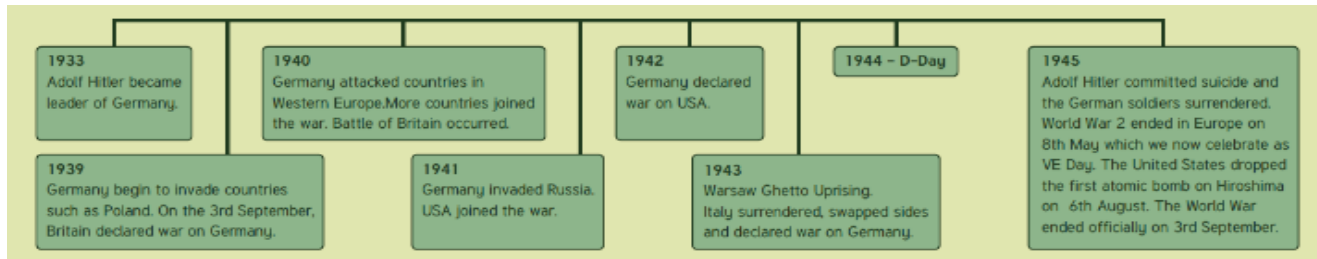 1933
Adolf Hitler became
leader of Germany.
1939
Germany begin to invade countries
such as Poland. On the 3rd September,
Britain declared war on Germany.
1940
Germany attacked countries in
Western Europe.More countries joined
the war. Battle of Britain occurred.
1941
Germany invaded Russia.
USA joined the war.
1942
Germany declared
war on USA.
1943
Warsaw Ghetto Uprising.
Italy surrendered, swapped sides
and declared war on Germany.
1944 – D-Day
1945
Adolf Hitler committed suicide and
the German soldiers surrendered.
World War 2 ended in Europe on
8th May which we now celebrate as
VE Day. The United States dropped
the first atomic bomb on Hiroshima
on 6th August. The World War
ended officially on 3rd September.